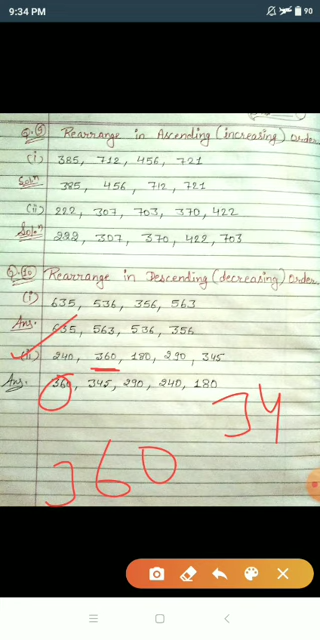 9:34 PM
90
Q.9 Rearrange in Ascending (increasing) Order
(i) 385, 712, 456, 721
Solⁿ 385, 456, 712, 721
(ii) 222, 307, 703, 370, 422
Soloⁿ 222, 307, 370, 422, 703
Q.10 Rearrange in Descending (decreasing) Order.
(i) 635, 536, 356, 563
Ans. 635, 563, 536, 356
(ii) 240, 360, 180, 290, 345
Ans. 360, 345, 290, 240, 180
34
360